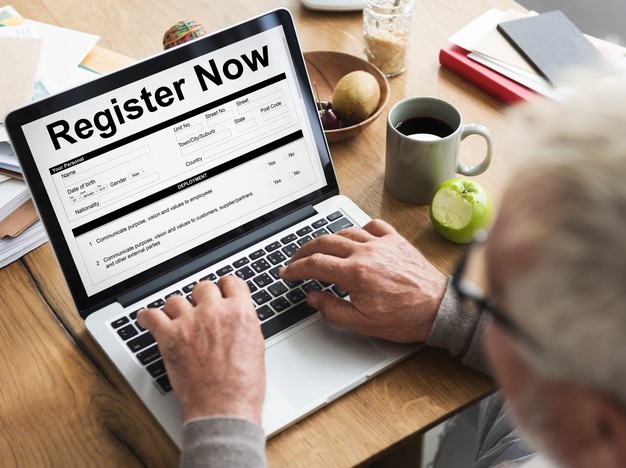 Register Now
Your Personal
Name
Unit No.
Street No.
Street
Town/City/Suburb
State
Post Code
Date of birth
Gender
Country
Nationality
DEPLOYMENT
Yes
No
1 Communicate purpose, vision and values to employees
Yes
No
2 Communicate purpose, vision and values to customers, supplier/partners
and other external parties